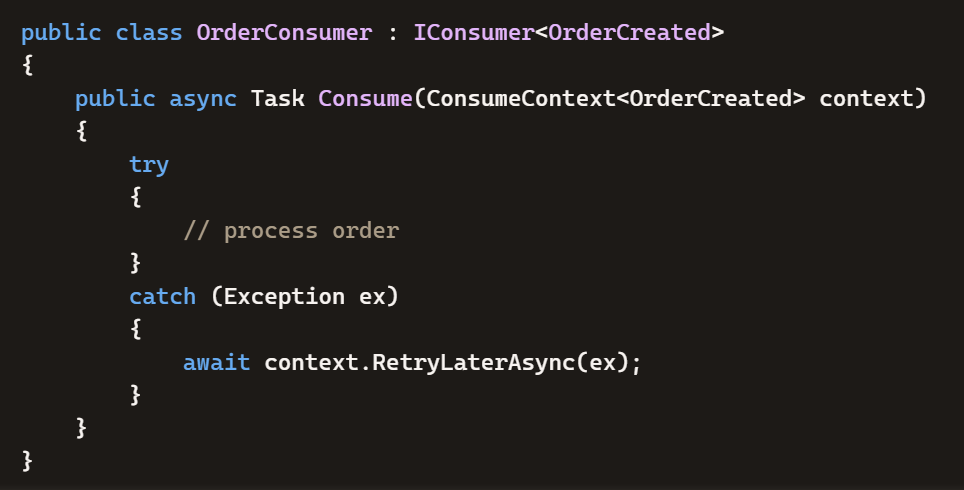 public class OrderConsumer : IConsumer<OrderCreated>
{
    public async Task Consume(ConsumeContext<OrderCreated> context)
    {
        try
        {
            // process order
        }
        catch (Exception ex)
        {
            await context.RetryLaterAsync(ex);
        }
    }
}